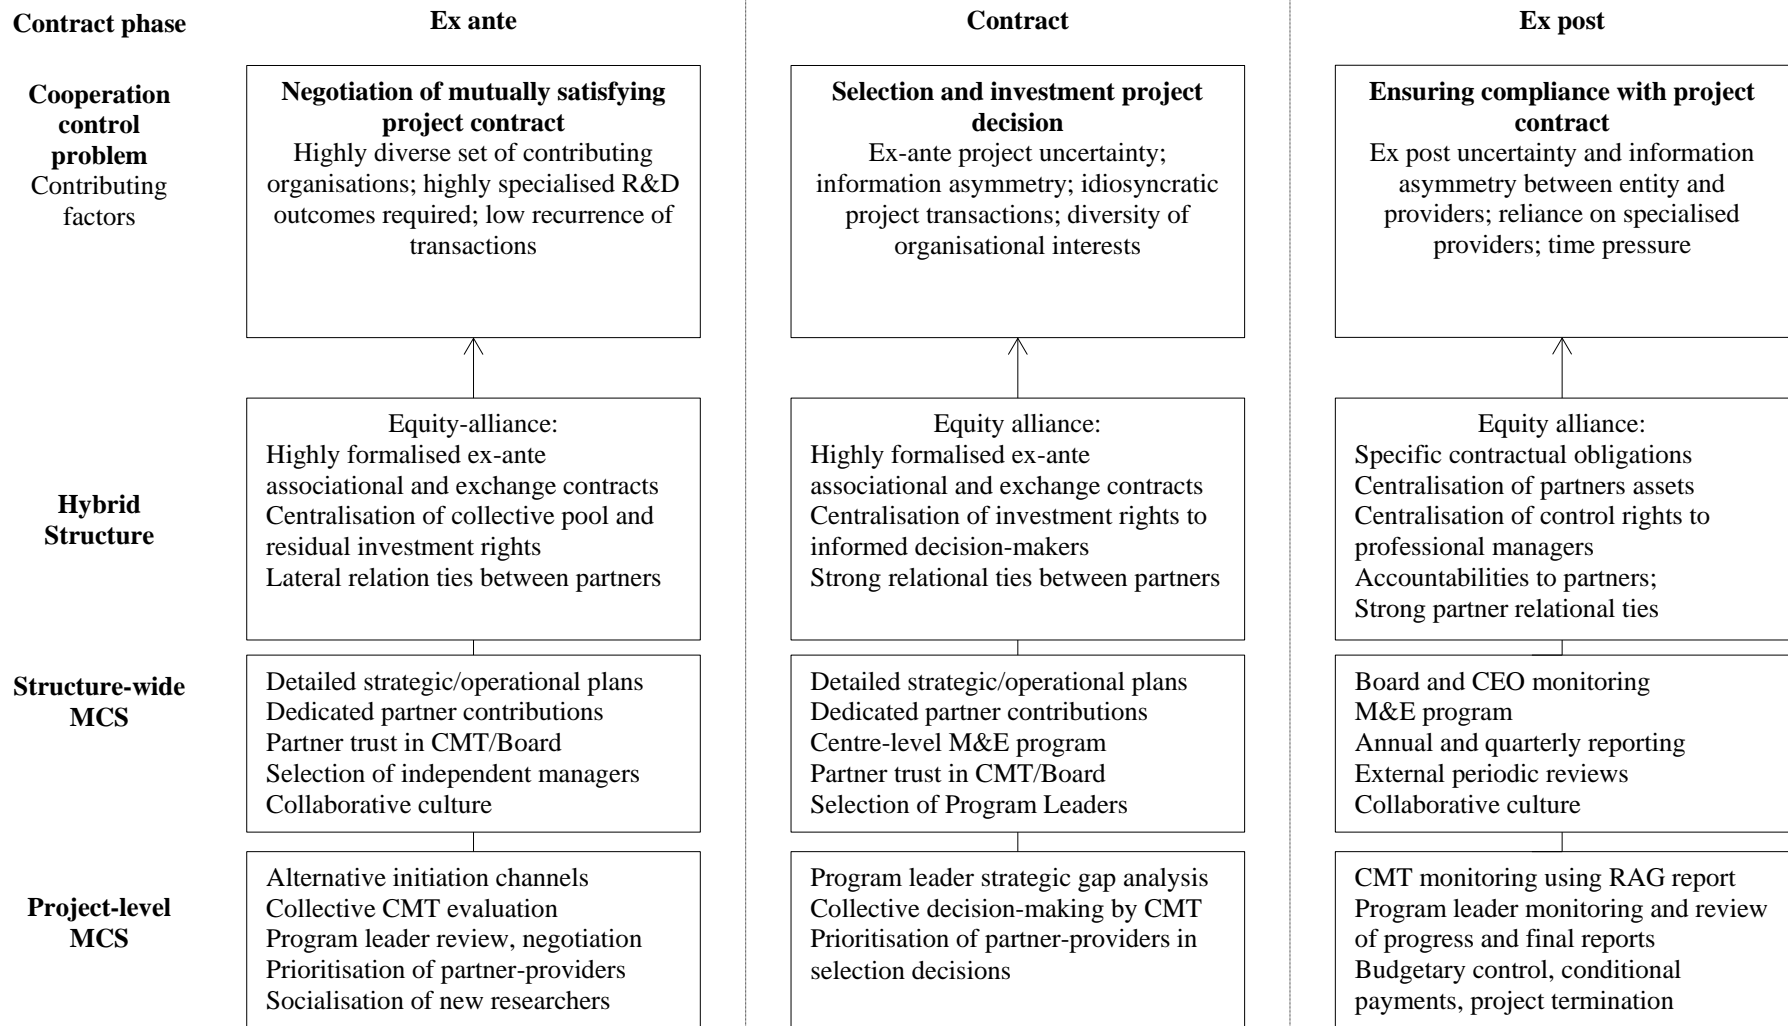 Contract phase
Ex ante
Contract
Ex post
Cooperation
control
problem
Contributing
factors
Negotiation of mutually satisfying
project contract
Highly diverse set of contributing
organisations; highly specialised R&D
outcomes required; low recurrence of
transactions
Selection and investment project
decision
Ex-ante project uncertainty;
information asymmetry; idiosyncratic
project transactions; diversity of
organisational interests
Ensuring compliance with project
contract
Ex post uncertainty and information
asymmetry between entity and
providers; reliance on specialised
providers; time pressure
Hybrid
Structure
Equity-alliance:
Highly formalised ex-ante
associational and exchange contracts
Centralisation of collective pool and
residual investment rights
Lateral relation ties between partners
Equity alliance:
Highly formalised ex-ante
associational and exchange contracts
Centralisation of investment rights to
informed decision-makers
Strong relational ties between partners
Equity alliance:
Specific contractual obligations
Centralisation of partners assets
Centralisation of control rights to
professional managers
Accountabilities to partners;
Strong partner relational ties
Structure-wide
MCS
Detailed strategic/operational plans
Dedicated partner contributions
Partner trust in CMT/Board
Selection of independent managers
Collaborative culture
Detailed strategic/operational plans
Dedicated partner contributions
Centre-level M&E program
Partner trust in CMT/Board
Selection of Program Leaders
Board and CEO monitoring
M&E program
Annual and quarterly reporting
External periodic reviews
Collaborative culture
Project-level
MCS
Alternative initiation channels
Collective CMT evaluation
Program leader review, negotiation
Prioritisation of partner-providers
Socialisation of new researchers
Program leader strategic gap analysis
Collective decision-making by CMT
Prioritisation of partner-providers in
selection decisions
CMT monitoring using RAG report
Program leader monitoring and review
of progress and final reports
Budgetary control, conditional
payments, project termination